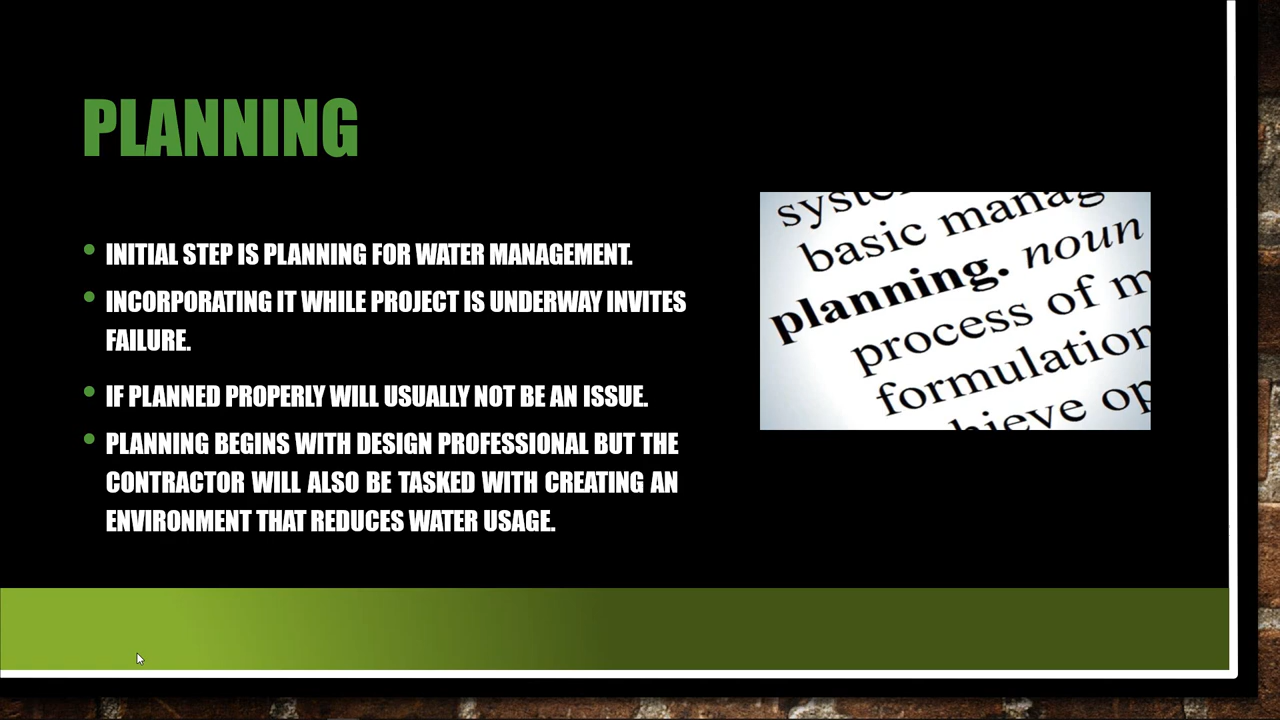 PLANNING
INITIAL STEP IS PLANNING FOR WATER MANAGEMENT.
INCORPORATING IT WHILE PROJECT IS UNDERWAY INVITES
FAILURE.
IF PLANNED PROPERLY WILL USUALLY NOT BE AN ISSUE.
PLANNING BEGINS WITH DESIGN PROFESSIONAL BUT THE
CONTRACTOR WILL ALSO BE TASKED WITH CREATING AN
ENVIRONMENT THAT REDUCES WATER USAGE.
basic manag
planning. noun
process of m
formulation